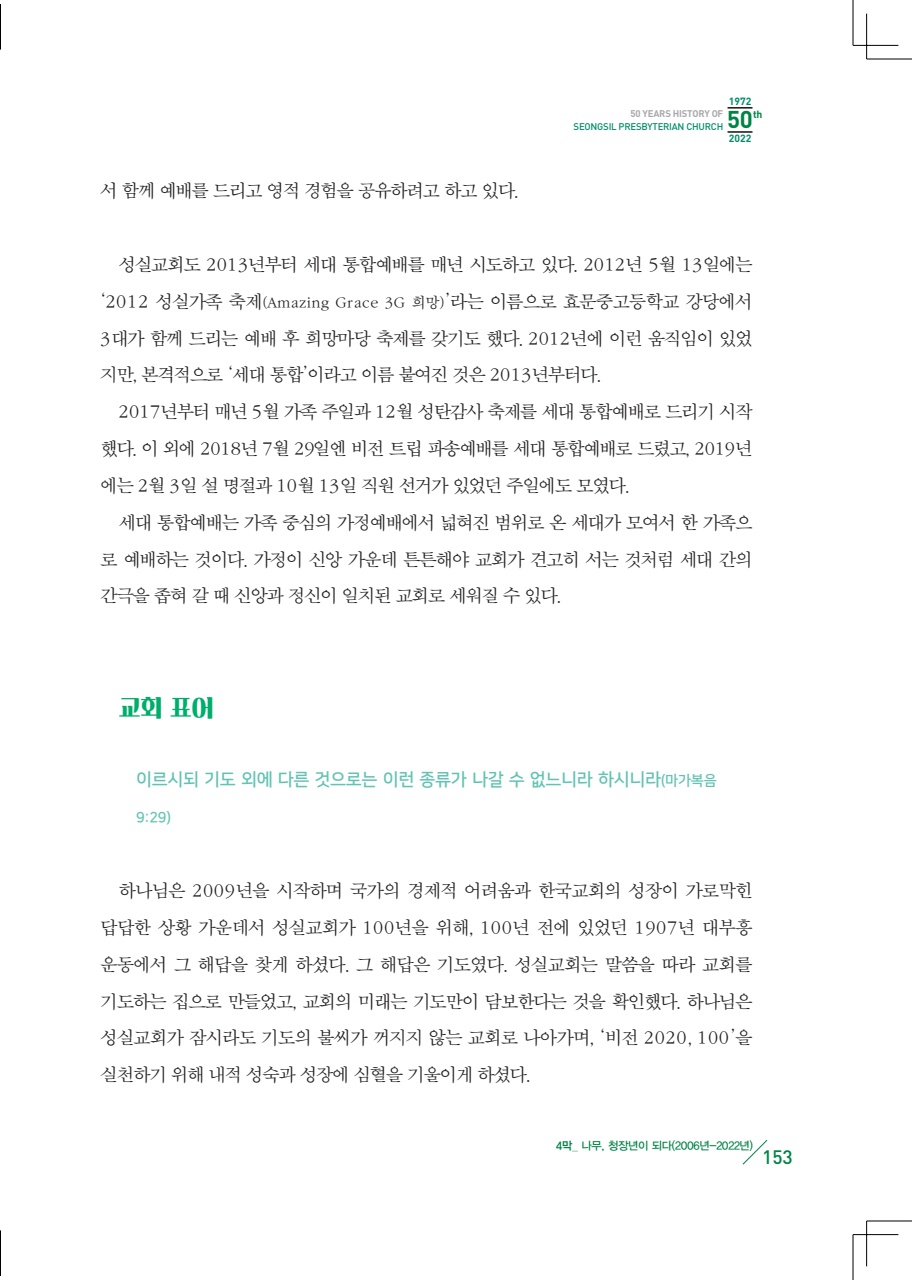 1972
50 YEARS HISTORY OF
50th
SEONGSIL PRESBYTERIAN CHURCH
2022
서 함께 예배를 드리고 영적 경험을 공유하려고 하고 있다.
성실교회도 2013년부터 세대 통합예배를 매년 시도하고 있다. 2012년 5월 13일에는
‘2012 성실가족 축제(Amazing Grace 3G 희망)’라는 이름으로 효문중고등학교 강당에서
3대가 함께 드리는 예배 후 희망마당 축제를 갖기도 했다. 2012년에 이런 움직임이 있었
지만, 본격적으로 ‘세대 통합’이라고 이름 붙여진 것은 2013년부터다.
2017년부터 매년 5월 가족 주일과 12월 성탄감사 축제를 세대 통합예배로 드리기 시작
했다. 이 외에 2018년 7월 29일엔 비전 트립 파송예배를 세대 통합예배로 드렸고, 2019년
에는 2월 3일 설 명절과 10월 13일 직원 선거가 있었던 주일에도 모였다.
세대 통합예배는 가족 중심의 가정예배에서 넓혀진 범위로 온 세대가 모여서 한 가족으
로 예배하는 것이다. 가정이 신앙 가운데 튼튼해야 교회가 견고히 서는 것처럼 세대 간의
간극을 좁혀 갈 때 신앙과 정신이 일치된 교회로 세워질 수 있다.
교회 표어
이르시되 기도 외에 다른 것으로는 이런 종류가 나갈 수 없느니라 하시니라(마가복음
9:29)
하나님은 2009년을 시작하며 국가의 경제적 어려움과 한국교회의 성장이 가로막힌
답답한 상황 가운데서 성실교회가 100년을 위해, 100년 전에 있었던 1907년 대부흥
운동에서 그 해답을 찾게 하셨다. 그 해답은 기도였다. 성실교회는 말씀을 따라 교회를
기도하는 집으로 만들었고, 교회의 미래는 기도만이 담보한다는 것을 확인했다. 하나님은
성실교회가 잠시라도 기도의 불씨가 꺼지지 않는 교회로 나아가며, ‘비전 2020, 100’을
실천하기 위해 내적 성숙과 성장에 심혈을 기울이게 하셨다.
4막_ 나무, 청장년이 되다(2006년-2022년)
153